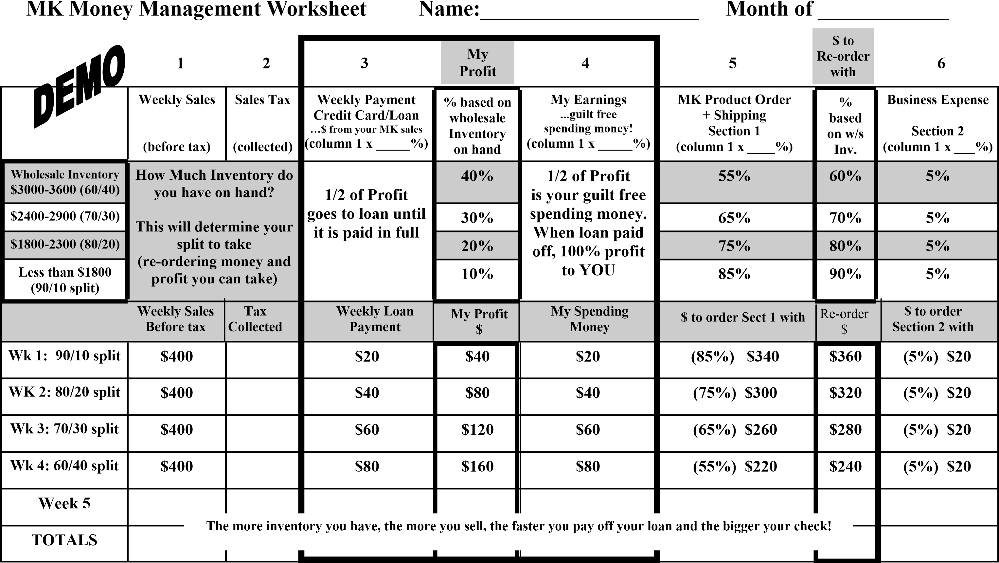 MK Money Management Worksheet Name:____________________ Month of ____________
DEMO
1 2 3 My Profit 4 5 $ to Re-order with 6
Weekly Sales
(before tax)
Sales Tax
(collected)
Weekly Payment
Credit Card/Loan
…$ from your MK sales
(column 1 x _____%)
% based on
wholesale
Inventory
on hand
My Earnings
...guilt free
spending money!
(column 1 x _____%)
MK Product Order
+ Shipping
Section 1
(column 1 x ____%)
%
based
on w/s
Inv.
Business Expense
Section 2
(column 1 x ___%)
Wholesale Inventory
$3000-3600 (60/40)
$2400-2900 (70/30)
$1800-2300 (80/20)
Less than $1800
(90/10 split)
How Much Inventory do
you have on hand?
This will determine your
split to take
(re-ordering money and
profit you can take)
1/2 of Profit
goes to loan until
it is paid in full
40%
30%
20%
10%
1/2 of Profit
is your guilt free
spending money.
When loan paid
off, 100% profit
to YOU
55% 60% 5%
65% 70% 5%
75% 80% 5%
85% 90% 5%
Weekly Sales
Before tax
Tax
Collected
Weekly Loan
Payment
My Profit
$
My Spending
Money
$ to order Sect 1 with
Re-order
$
$ to order
Section 2 with
Wk 1: 90/10 split $400 $20 $40 $20 (85%) $340 $360 (5%) $20
WK 2: 80/20 split $400 $40 $80 $40 (75%) $300 $320 (5%) $20
Wk 3: 70/30 split $400 $60 $120 $60 (65%) $260 $280 (5%) $20
Wk 4: 60/40 split $400 $80 $160 $80 (55%) $220 $240 (5%) $20
Week 5
The more inventory you have, the more you sell, the faster you pay off your loan and the bigger your check!
TOTALS